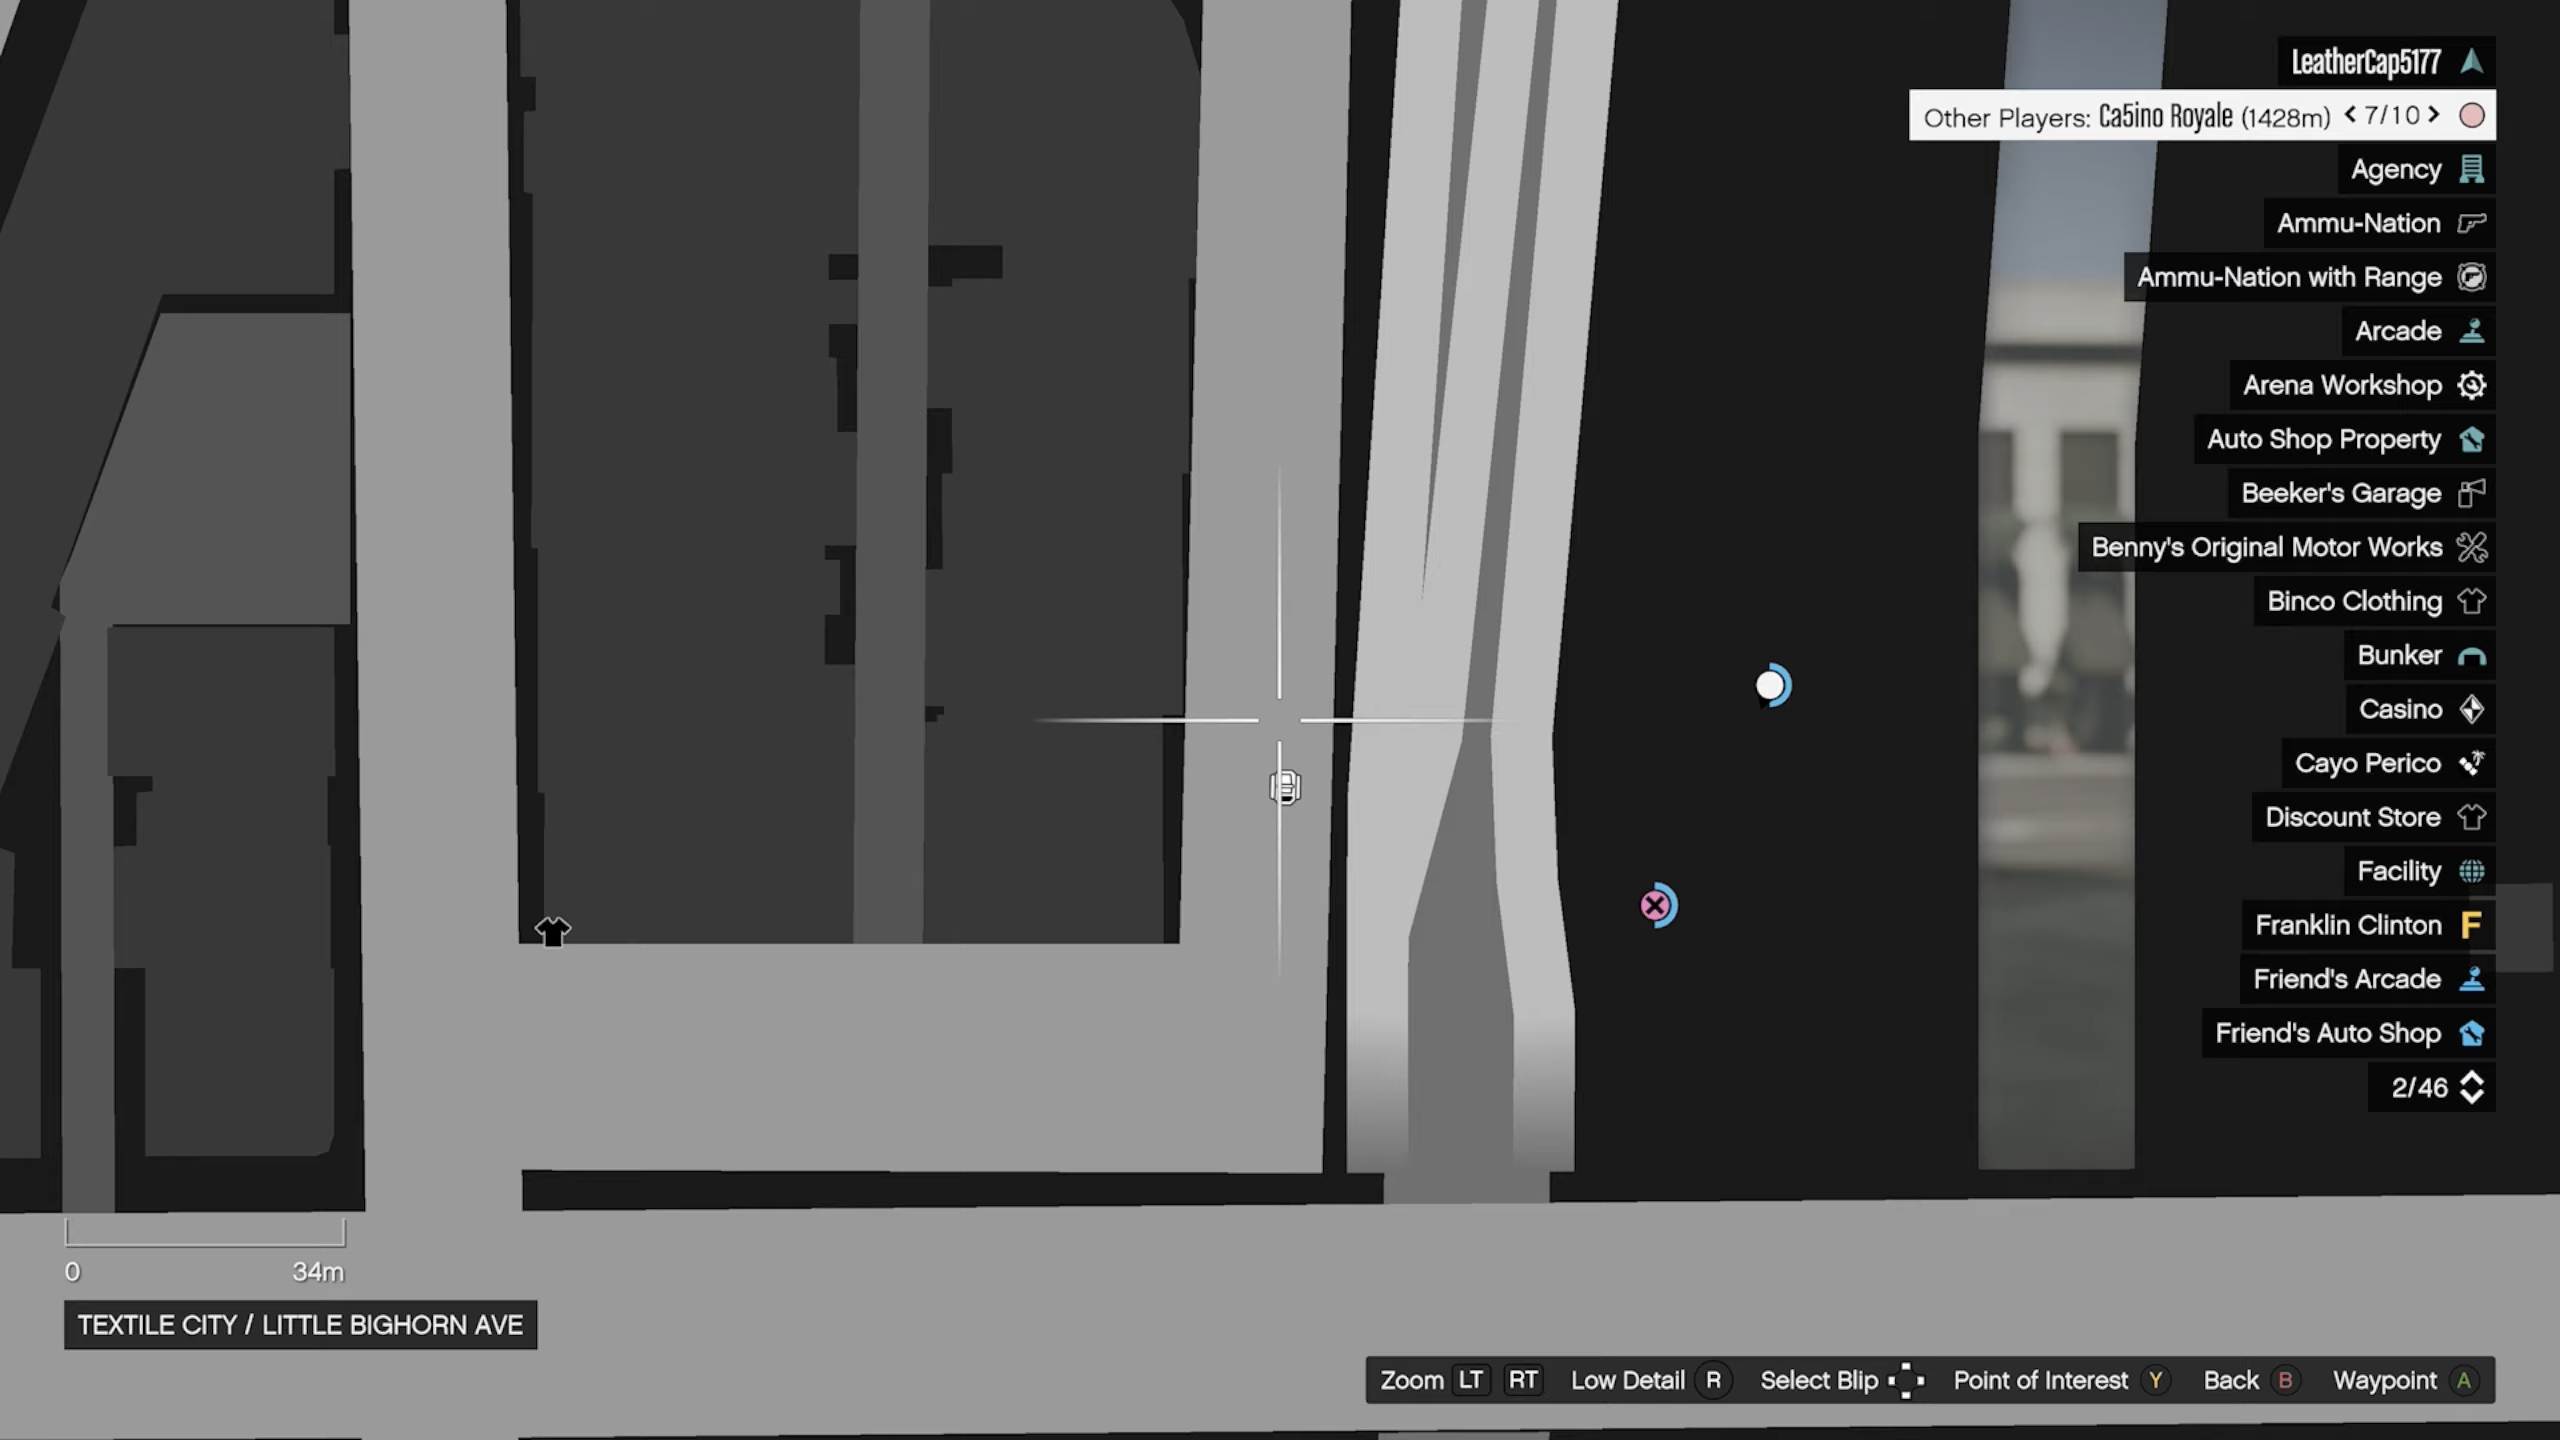 LeatherCap5177
Other Players: Ca5ino Royale (1428m) < 7/10 >
Agency
Ammu-Nation
Ammu-Nation with Range
Arcade
Arena Workshop
Auto Shop Property
Beeker's Garage
Benny's Original Motor Works
Binco Clothing
Bunker
Casino
Cayo Perico
Discount Store
Facility
Franklin Clinton F
Friend's Arcade
Friend's Auto Shop
2/46
0 34m
TEXTILE CITY / LITTLE BIGHORN AVE
Zoom LT RT Low Detail R Select Blip Point of Interest Y Back B Waypoint A